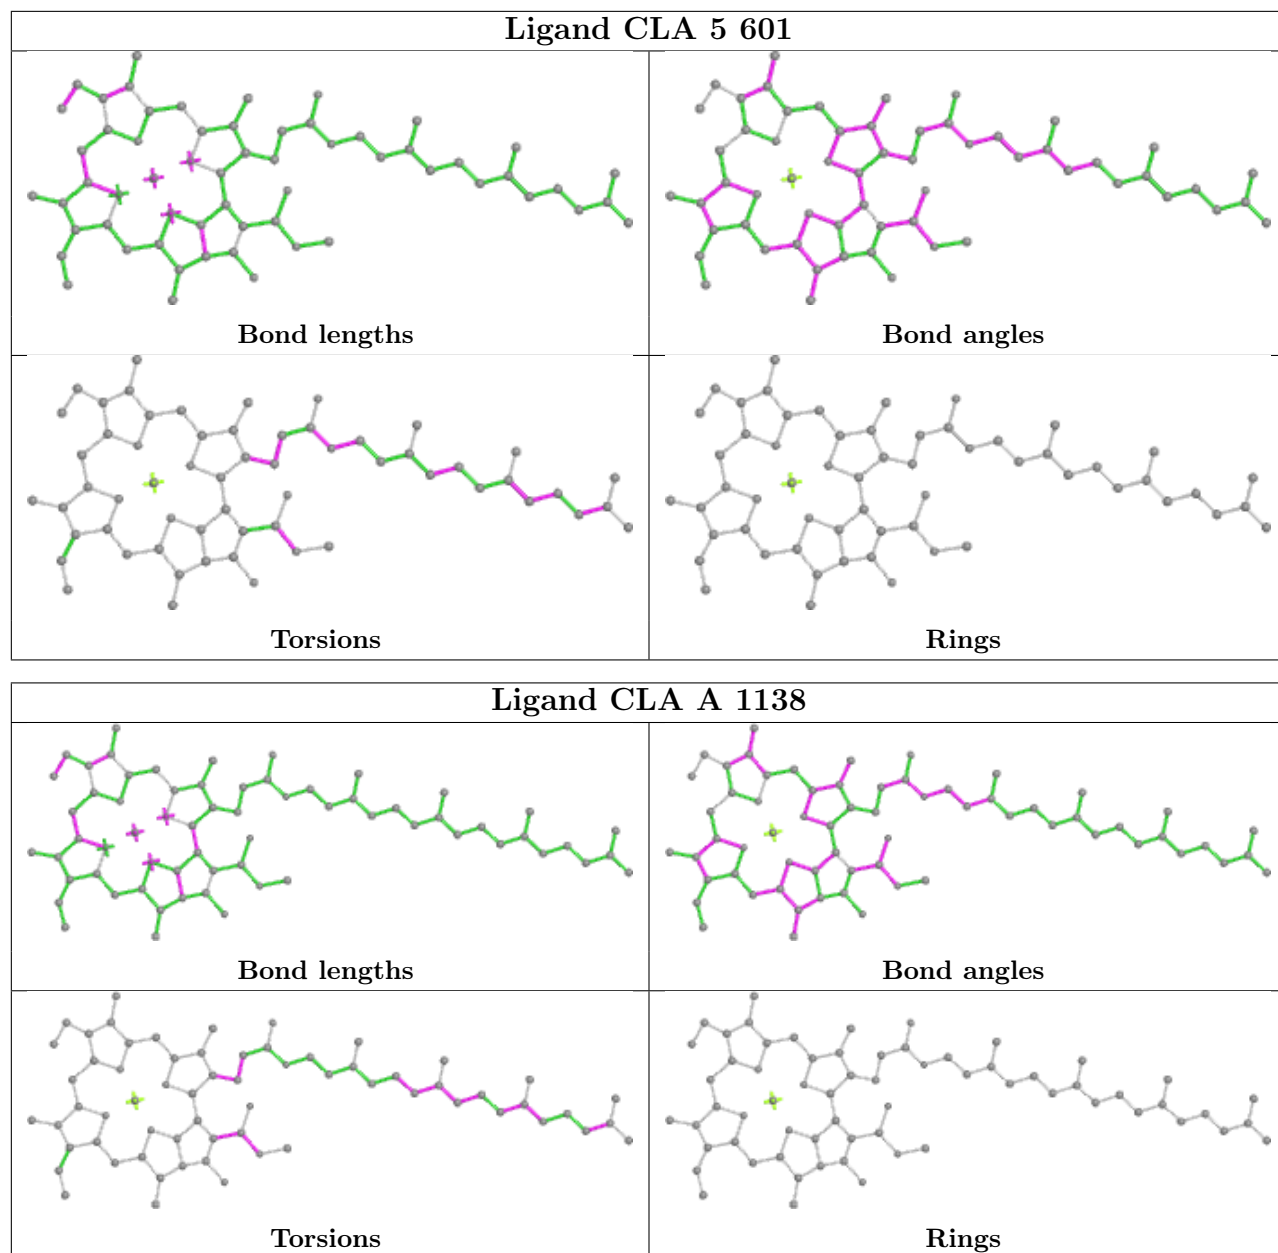 Ligand CLA 5 601
Bond lengths
Bond angles
Torsions
Rings
Ligand CLA A 1138
Bond lengths
Bond angles
Torsions
Rings